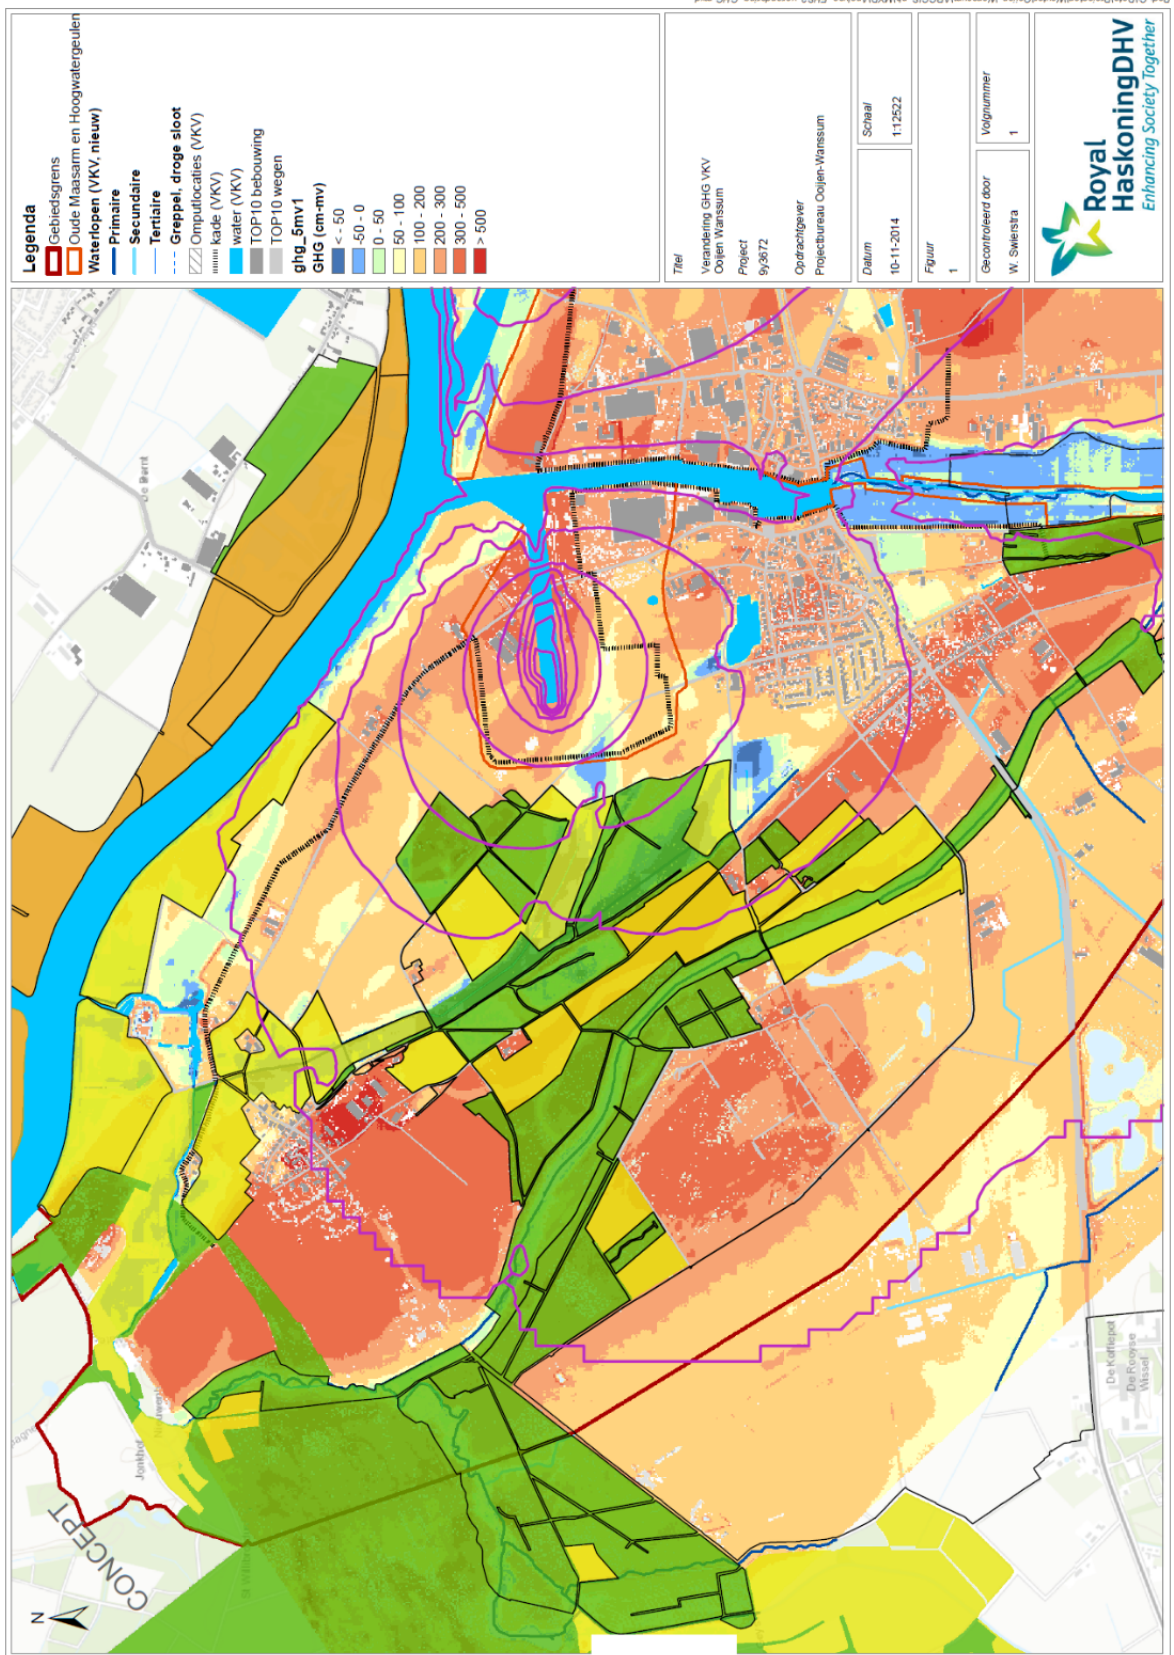 Legenda
Gebiedsgrens
Oude Maasarm en Hoogwatergeulen
Waterlopen (VKV, nieuw)
Primaire
Secundaire
Tertiaire
Greppel, droge sloot
Omputlocaties (VKV)
kade (VKV)
water (VKV)
TOP10 bebouwing
TOP10 wegen
ghg_5mv1
GHG (cm-mv)
< - 50
-50 - 0
0 - 50
50 - 100
100 - 200
200 - 300
300 - 500
> 500
Titel
Verandering GHG VKV
Ooijen Wanssum
Project
9y3672
Opdrachtgever
Projectbureau Ooijen-Wanssum
Datum
10-11-2014
Schaal
1:12522
Figuur
1
Gecontroleerd door
W. Swierstra
Volgnummer
1
Royal
HaskoningDHV
Enhancing Society Together
CONCEPT
N
Jonkhof
De Koffiepot
De Rooyse
Wissel